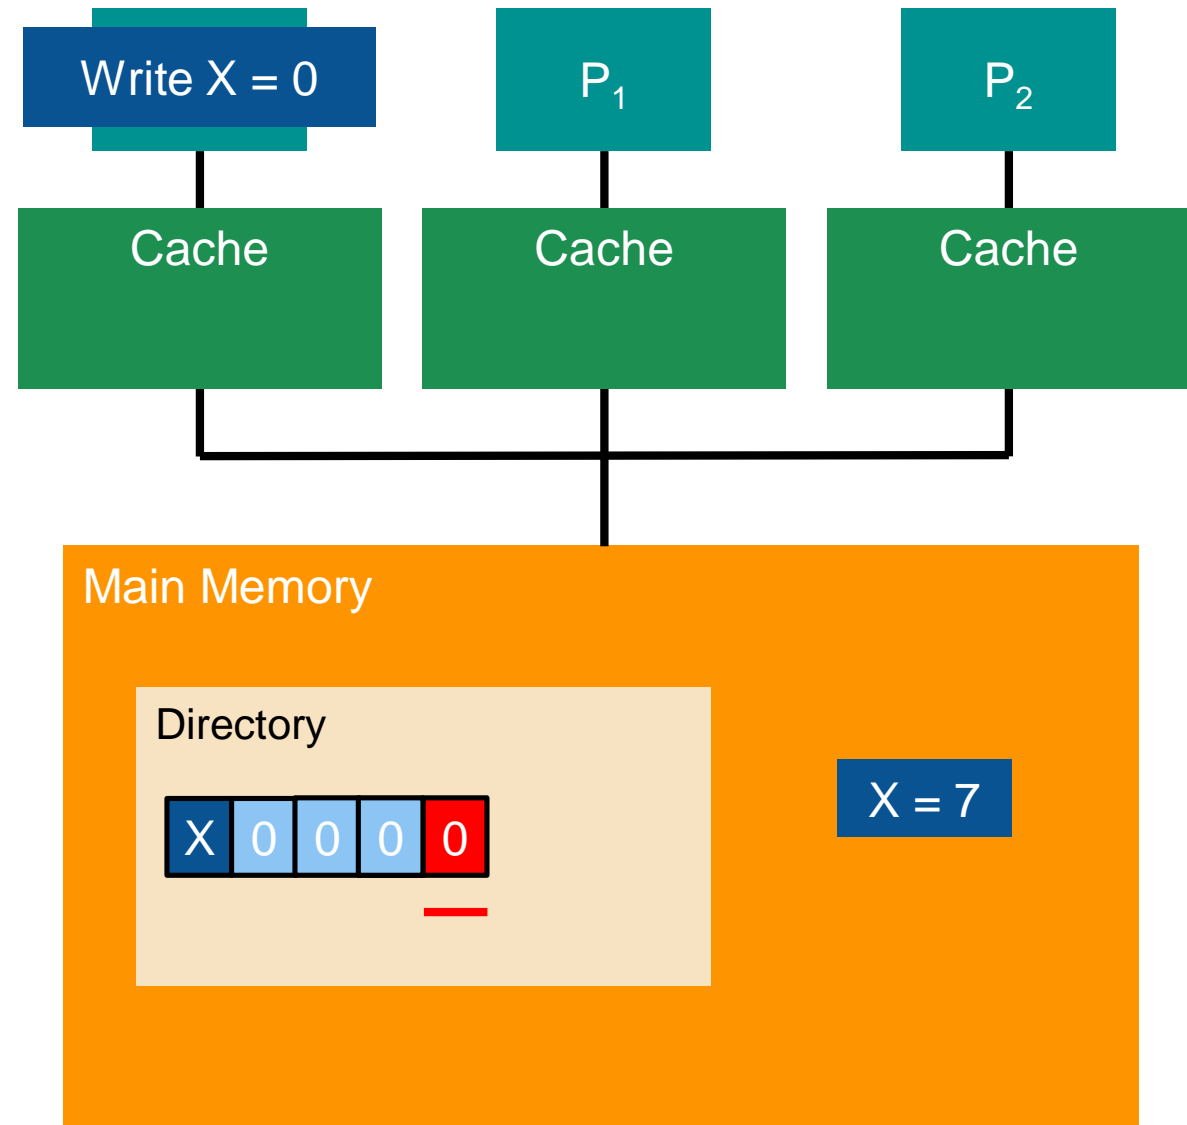 Write X = 0
P₁
P₂
Cache
Cache
Cache
Main Memory
Directory
X 0 0 0 0
X = 7